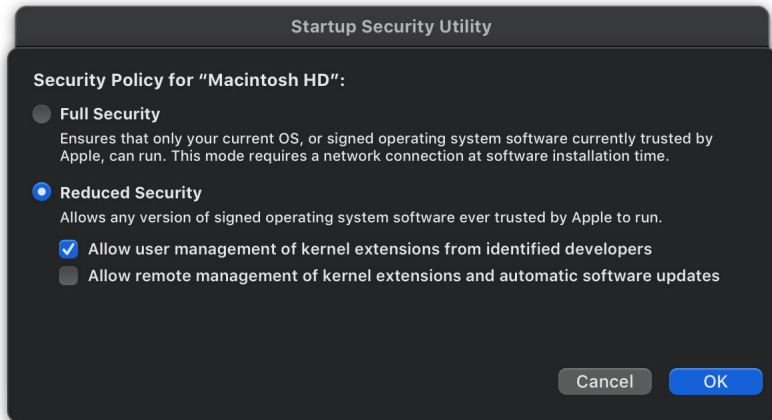 Startup Security Utility
Security Policy for “Macintosh HD”:
Full Security
Ensures that only your current OS, or signed operating system software currently trusted by
Apple, can run. This mode requires a network connection at software installation time.
Reduced Security
Allows any version of signed operating system software ever trusted by Apple to run.
Allow user management of kernel extensions from identified developers
Allow remote management of kernel extensions and automatic software updates
Cancel OK